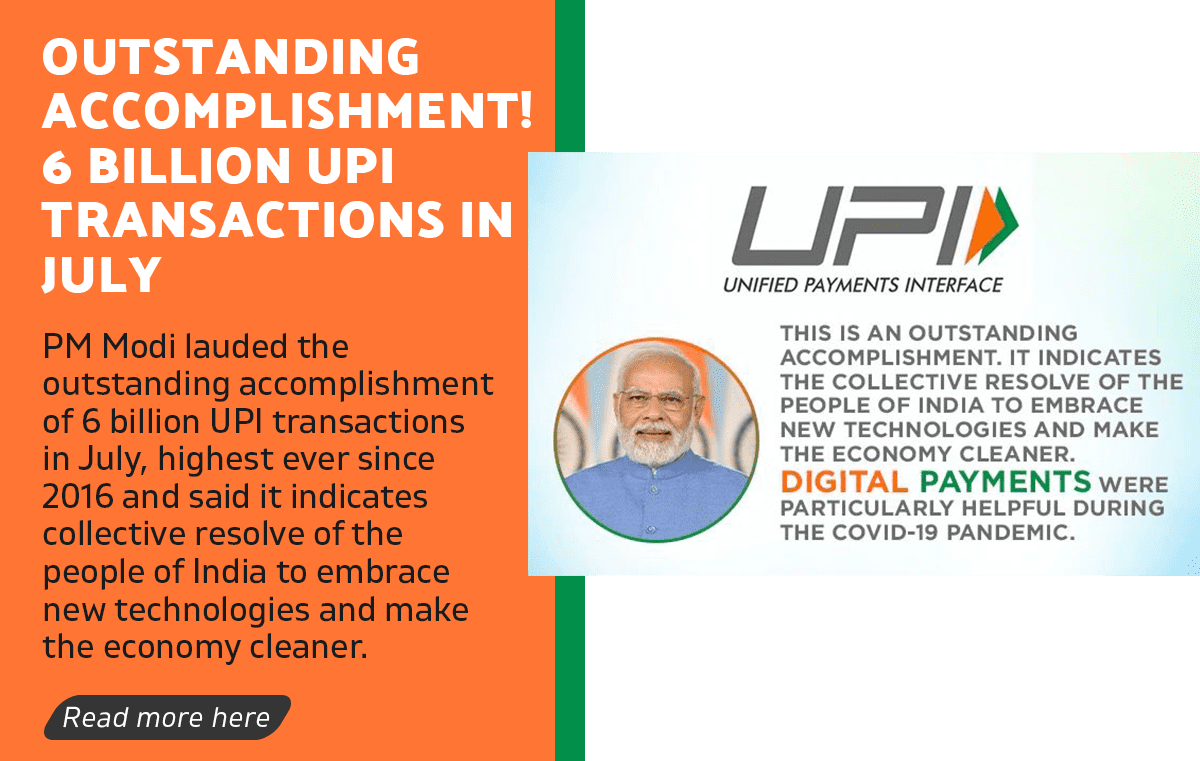 OUTSTANDING
ACCOMPLISHMENT!
6 BILLION UPI
TRANSACTIONS IN
JULY
PM Modi lauded the
outstanding accomplishment
of 6 billion UPI transactions
in July, highest ever since
2016 and said it indicates
collective resolve of the
people of India to embrace
new technologies and make
the economy cleaner.
Read more here
UPI
UNIFIED PAYMENTS INTERFACE
THIS IS AN OUTSTANDING
ACCOMPLISHMENT. IT INDICATES
THE COLLECTIVE RESOLVE OF THE
PEOPLE OF INDIA TO EMBRACE
NEW TECHNOLOGIES AND MAKE
THE ECONOMY CLEANER.
DIGITAL PAYMENTS WERE
PARTICULARLY HELPFUL DURING
THE COVID-19 PANDEMIC.